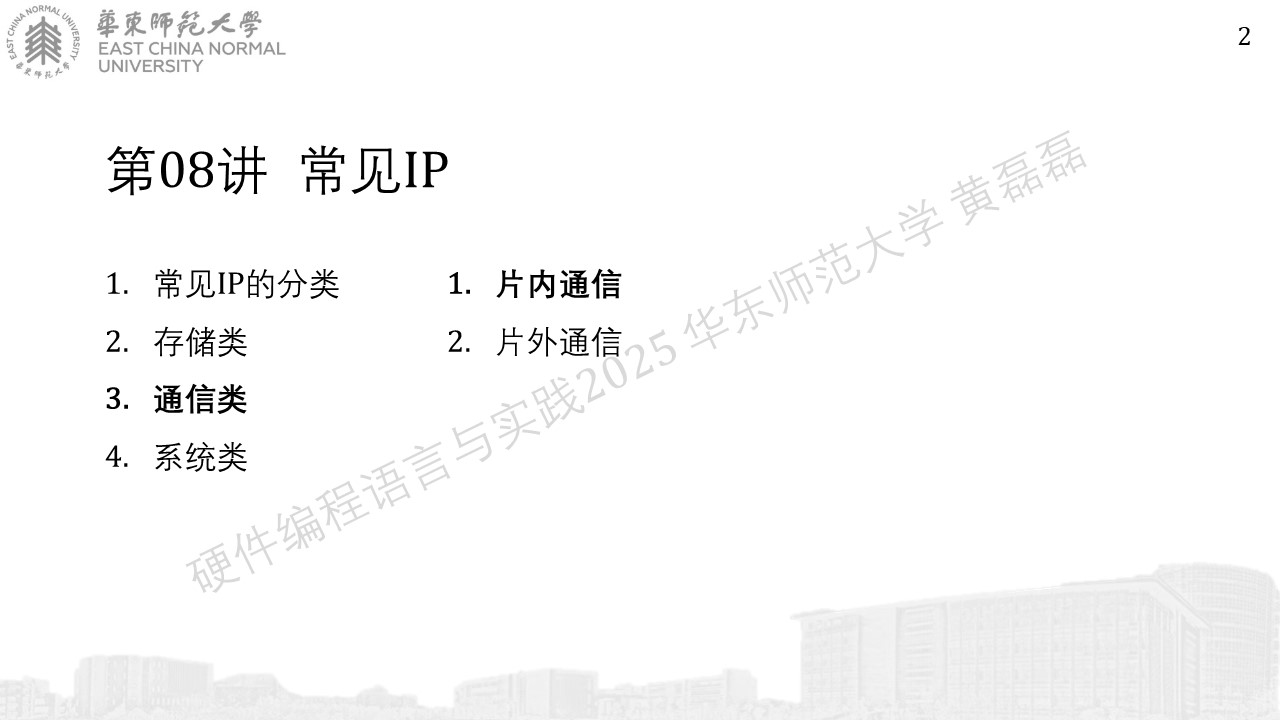 華東師範大學
EAST CHINA NORMAL
UNIVERSITY
EAST CHINA NORMAL UNIVERSITY
華東师范大学
2
第08讲 常见IP
1. 常见IP的分类
2. 存储类
3. 通信类
4. 系统类
1. 片内通信
2. 片外通信
硬件编程语言与实践2025 华东师范大学 黄磊磊